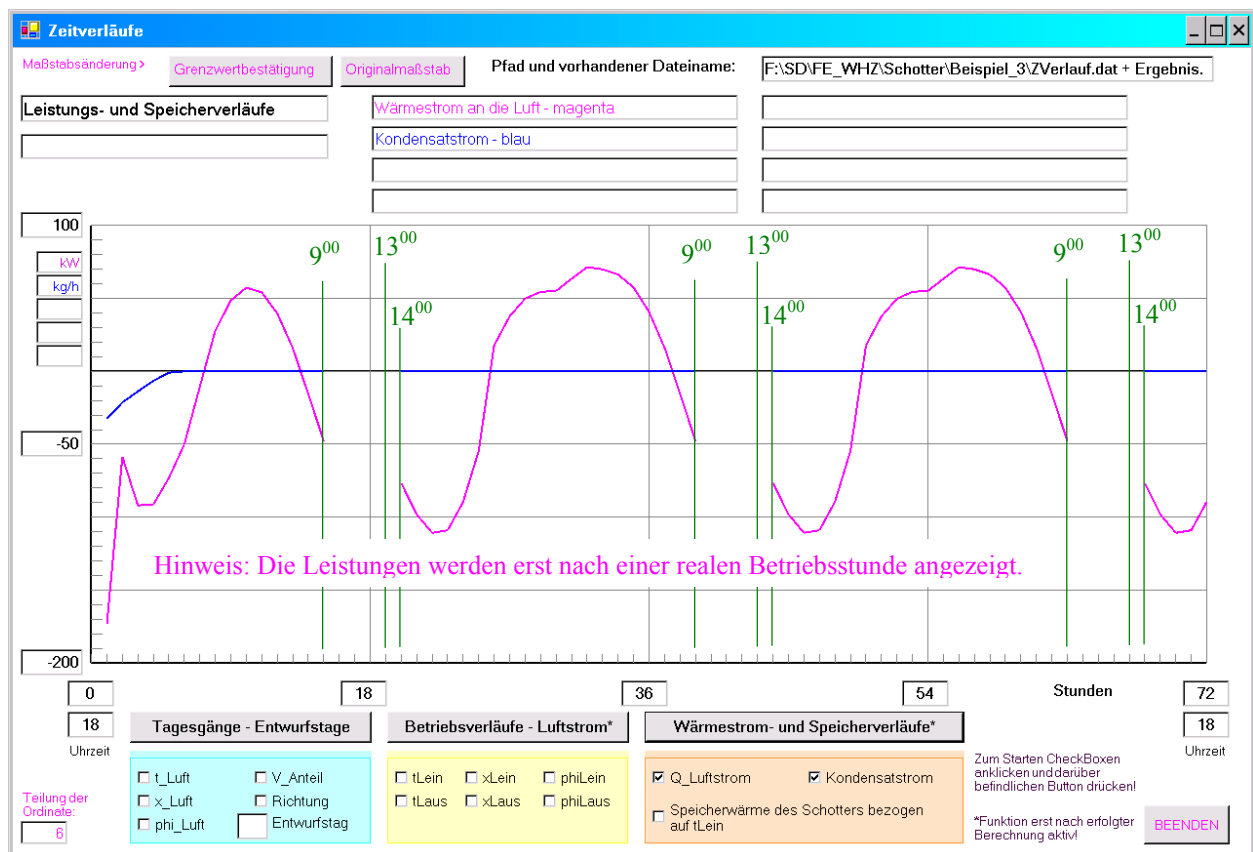 Zeitverläufe
Maßstabsänderung >
Grenzwertbestätigung
Originalmaßstab
Pfad und vorhandener Dateiname:
F:\SD\FE_WHZ\Schotter\Beispiel_3\ZVerlauf.dat + Ergebnis.
Leistungs- und Speicherverläufe
Wärmestrom an die Luft - magenta
Kondensatstrom - blau
100
kW
kg/h
-50
-200
9⁰⁰
13⁰⁰
14⁰⁰
9⁰⁰
13⁰⁰
14⁰⁰
9⁰⁰
13⁰⁰
14⁰⁰
Hinweis: Die Leistungen werden erst nach einer realen Betriebsstunde angezeigt.
0
18
36
54
Stunden
72
18
Uhrzeit
18
Uhrzeit
Tagesgänge - Entwurfstage
Betriebsverläufe - Luftstrom*
Wärmestrom- und Speicherverläufe*
t_Luft
V_Anteil
x_Luft
Richtung
phi_Luft
Entwurfstag
tLein
xLein
phiLein
tLaus
xLaus
phiLaus
Q_Luftstrom
Kondensatstrom
Speicherwärme des Schotters bezogen
auf tLein
Zum Starten CheckBoxen
anklicken und darüber
befindlichen Button drücken!
*Funktion erst nach erfolgter
Berechnung aktiv!
Teilung der
Ordinate:
6
BEENDEN